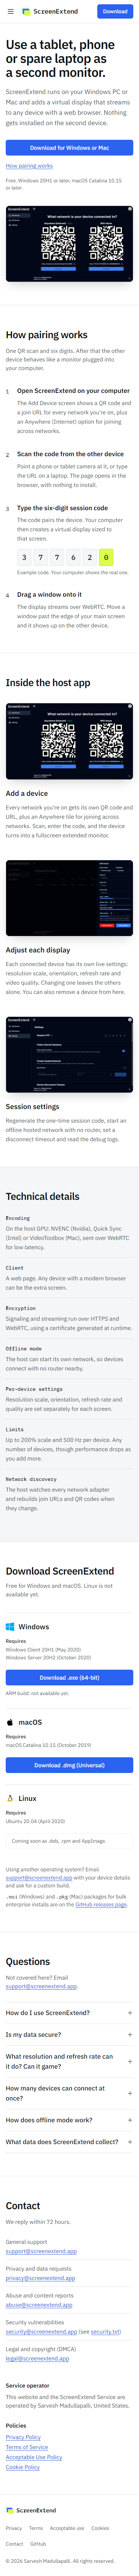 ScreenExtend
Download
Use a tablet, phone
or spare laptop as
a second monitor.
ScreenExtend runs on your Windows PC or
Mac and adds a virtual display that streams
to any device with a web browser. Nothing
gets installed on the second device.
Download for Windows or Mac
How pairing works
Free. Windows 20H1 or later, macOS Catalina 10.15
or later.
What network is your device connected to?
How pairing works
One QR scan and six digits. After that the other
device behaves like a monitor plugged into
your computer.
1
Open ScreenExtend on your computer
The Add Device screen shows a QR code and
a join URL for every network you're on, plus
an Anywhere (Internet) option for joining
across networks.
2
Scan the code from the other device
Point a phone or tablet camera at it, or type
the URL on a laptop. The page opens in the
browser, with nothing to install.
3
Type the six-digit session code
The code pairs the device. Your computer
then creates a virtual display sized to
that screen.
3 7 7 6 2 0
Example code. Your computer shows the real one.
4
Drag a window onto it
The display streams over WebRTC. Move a
window past the edge of your main screen
and it shows up on the other device.
Inside the host app
What network is your device connected to?
Add a device
Every network you're on gets its own QR code and
URL, plus an Anywhere tile for joining across
networks. Scan, enter the code, and the device
turns into a fullscreen extended monitor.
Adjust each display
Each connected device has its own live settings:
resolution scale, orientation, refresh rate and
video quality. Changing one leaves the others
alone. You can also remove a device from here.
Session settings
Regenerate the one-time session code, start an
offline hosted network with no router, set a
disconnect timeout and read the debug logs.
Technical details
Encoding
On the host GPU: NVENC (Nvidia), Quick Sync
(Intel) or VideoToolbox (Mac), sent over WebRTC
for low latency.
Client
A web page. Any device with a modern browser
can be the extra screen.
Encryption
Signaling and streaming run over HTTPS and
WebRTC, using a certificate generated at runtime.
Offline mode
The host can start its own network, so devices
connect with no router nearby.
Per-device settings
Resolution scale, orientation, refresh rate and
quality are set separately for each screen.
Limits
Up to 200% scale and 500 Hz per device. Any
number of devices, though performance drops as
you add more.
Network discovery
The host watches every network adapter
and rebuilds join URLs and QR codes when
they change.
Download ScreenExtend
Free for Windows and macOS. Linux is not
available yet.
Windows
Requires
Windows Client 20H1 (May 2020)
Windows Server 20H2 (October 2020)
Download .exe (64-bit)
ARM build: not available yet.
macOS
Requires
macOS Catalina 10.15 (October 2019)
Download .dmg (Universal)
Linux
Requires
Ubuntu 20.04 (April 2020)
Coming soon as .deb, .rpm and AppImage.
Using another operating system? Email
support@screenextend.app with your device details
and ask for a custom build.
.msi (Windows) and .pkg (Mac) packages for bulk
enterprise installs are on the GitHub releases page.
Questions
Not covered here? Email
support@screenextend.app.
How do I use ScreenExtend?
Is my data secure?
What resolution and refresh rate can
it do? Can it game?
How many devices can connect at
once?
How does offline mode work?
What data does ScreenExtend collect?
Contact
We reply within 72 hours.
General support
support@screenextend.app
Privacy and data requests
privacy@screenextend.app
Abuse and content reports
abuse@screenextend.app
Security vulnerabilities
security@screenextend.app (see security.txt)
Legal and copyright (DMCA)
legal@screenextend.app
Service operator
This website and the ScreenExtend Service are
operated by Sarvesh Madullapalli, United States.
Policies
Privacy Policy
Terms of Service
Acceptable Use Policy
Cookie Policy
ScreenExtend
Privacy Terms Acceptable use Cookies
Contact GitHub
© 2026 Sarvesh Madullapalli. All rights reserved.